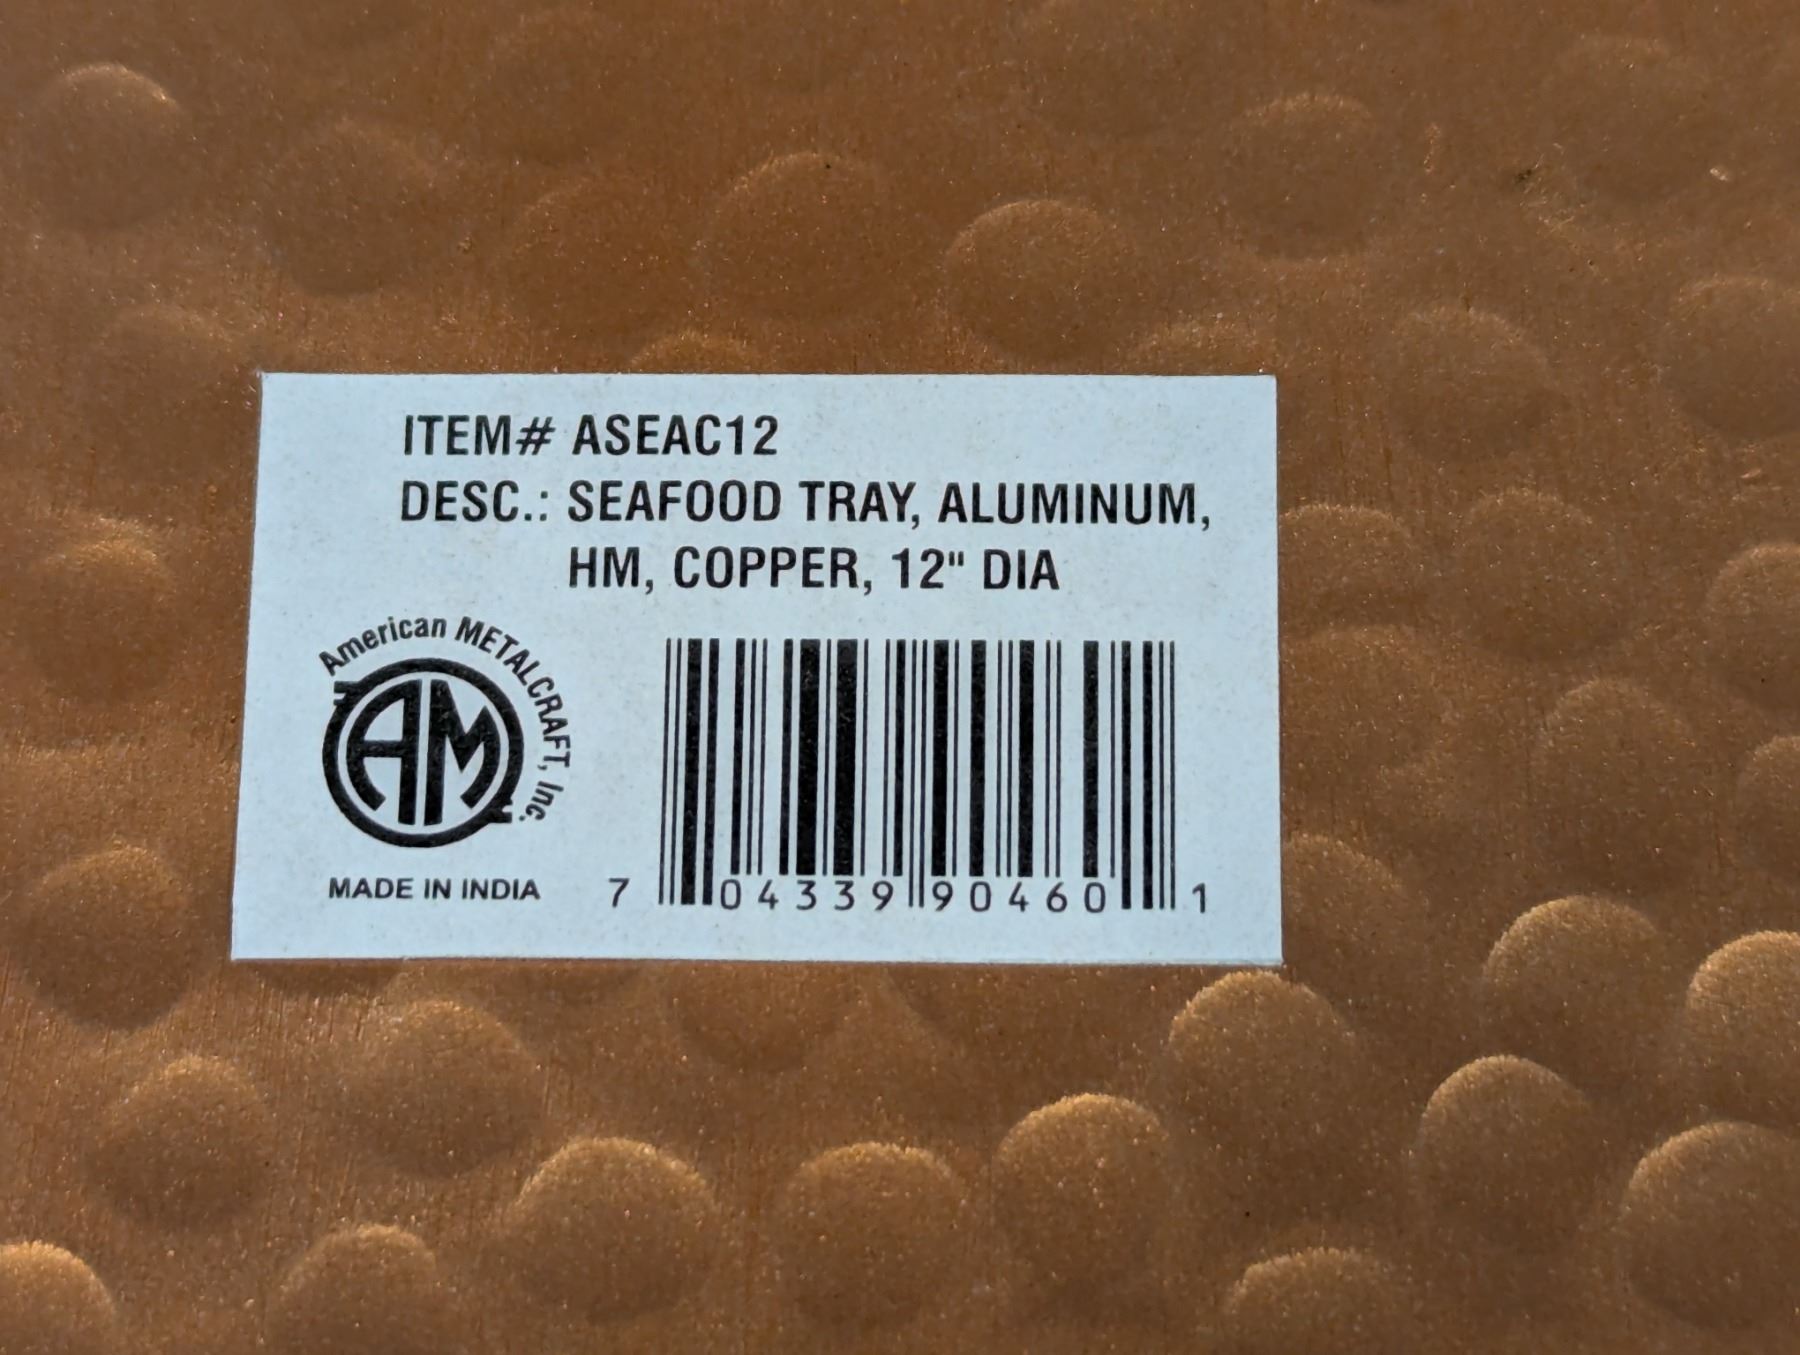 ITEM# ASEAC12
DESC.: SEAFOOD TRAY, ALUMINUM,
HM, COPPER, 12" DIA
American METALCRAFT, Inc.
AM
MADE IN INDIA
7 04339 90460 1